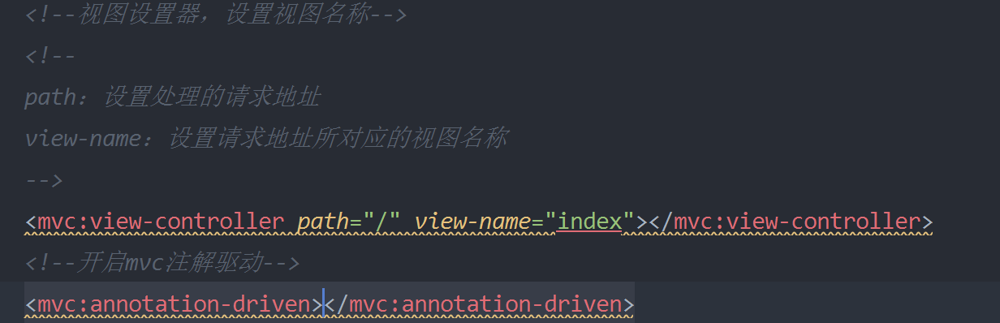 <!--视图设置器，设置视图名称-->
<!--
path：设置处理的请求地址
view-name：设置请求地址所对应的视图名称
-->
<mvc:view-controller path="/" view-name="index"></mvc:view-controller>
<!--开启mvc注解驱动-->
<mvc:annotation-driven></mvc:annotation-driven>